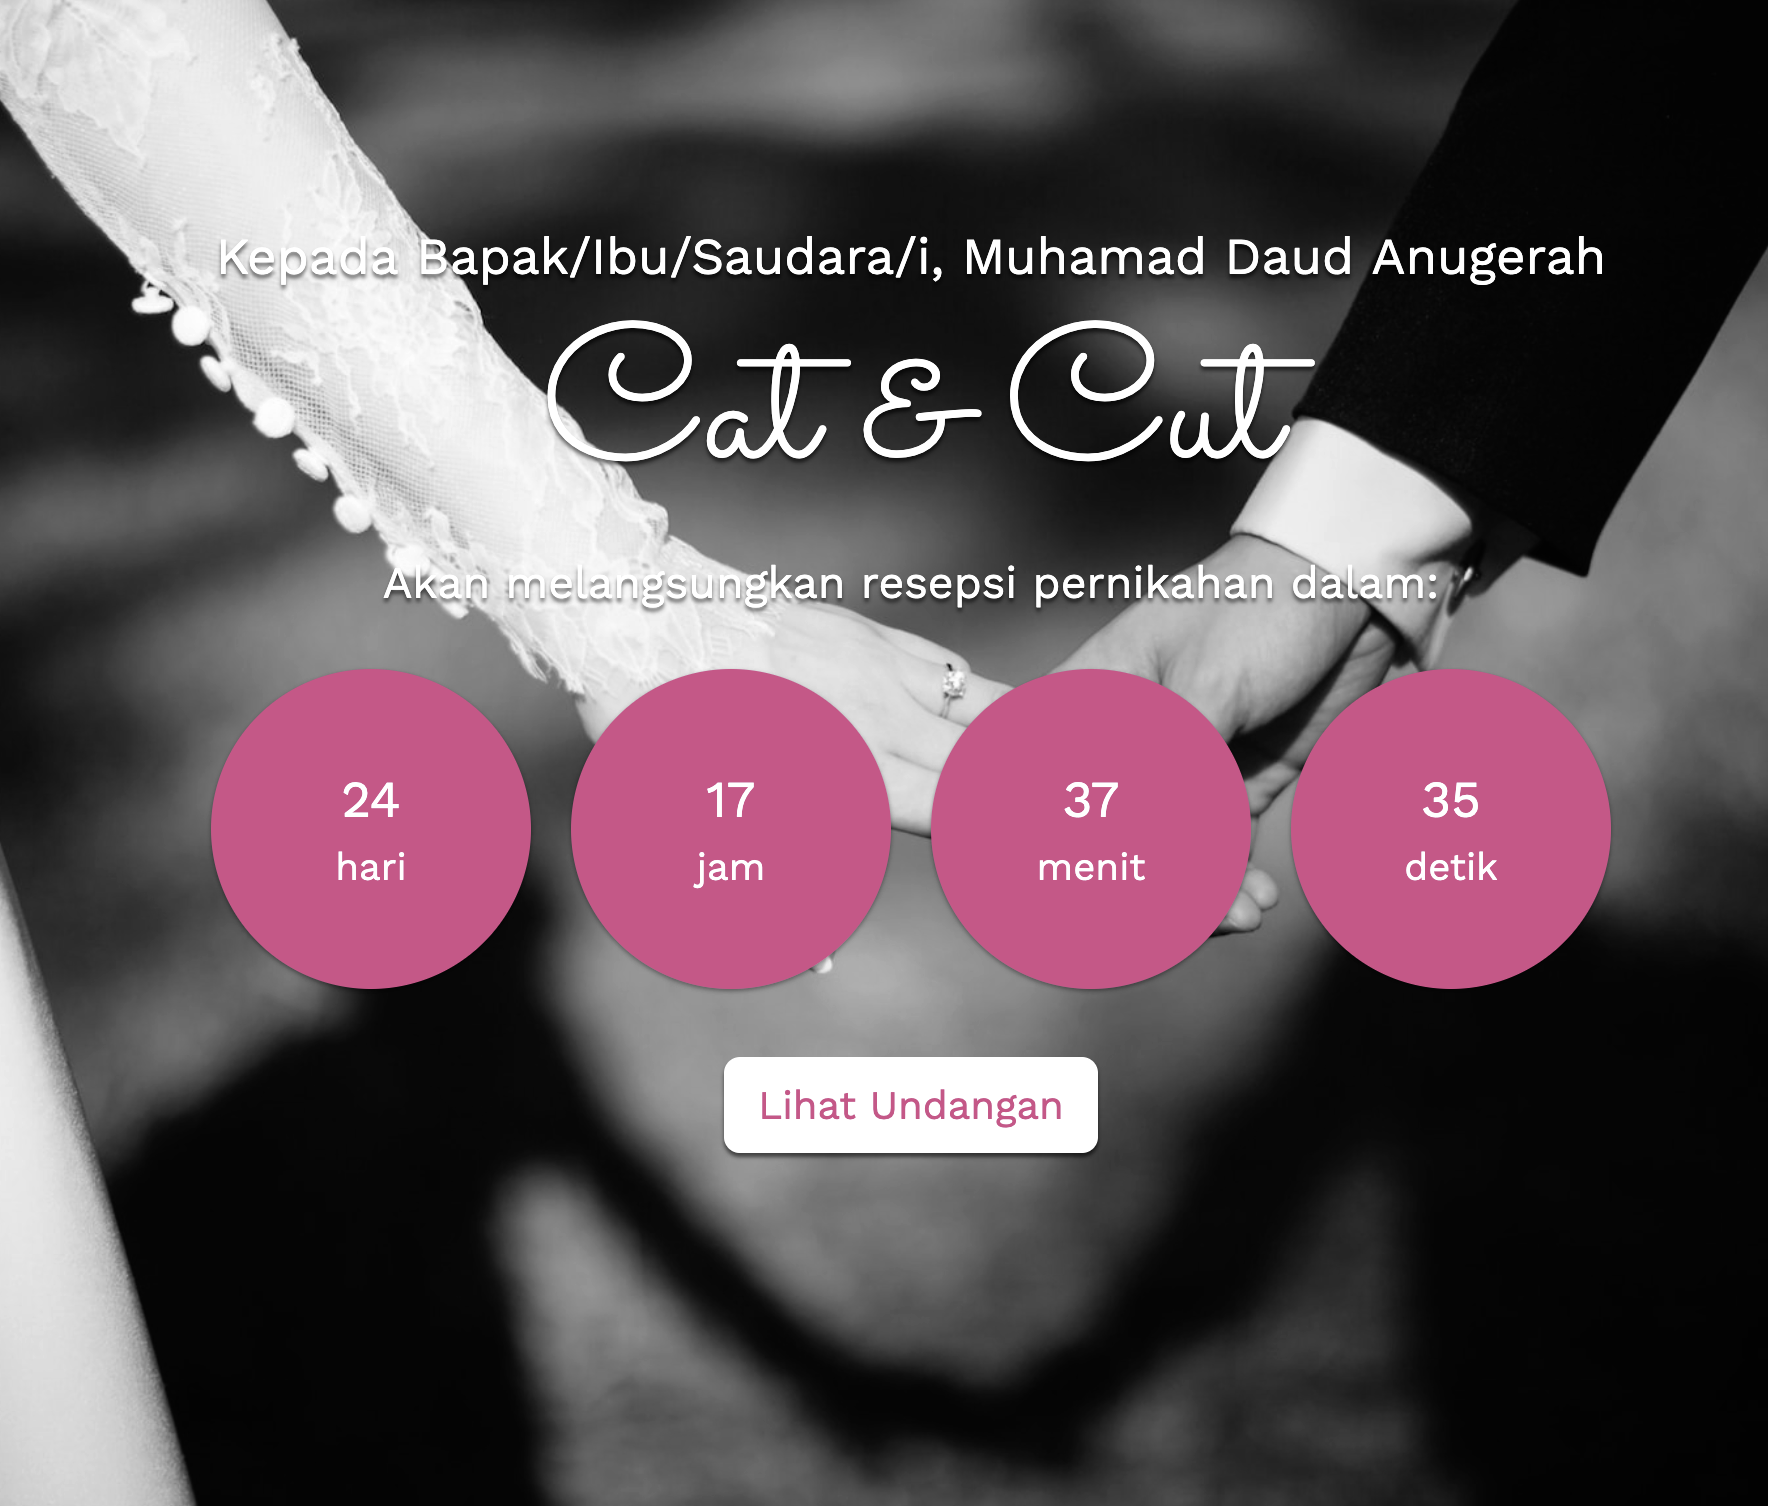 Kepada Bapak/Ibu/Saudara/i, Muhamad Daud Anugerah
Cat & Cut
Akan melangsungkan resepsi pernikahan dalam:
24 17 37 35
hari jam menit detik
Lihat Undangan